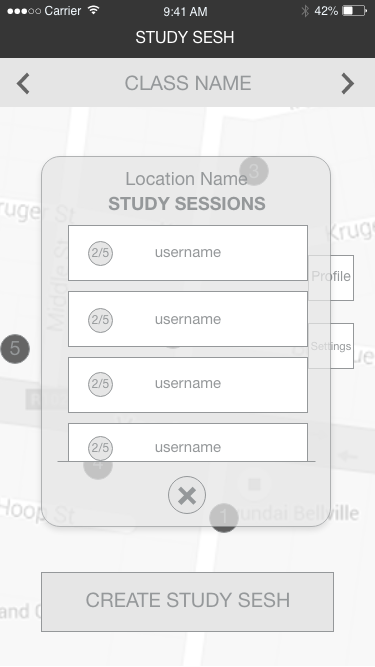 Carrier 9:41 AM 42%
STUDY SESH
CLASS NAME
3
Location Name
STUDY SESSIONS
Kruger St
Kruge
2/5 username
Profile
Middle St
2/5 username
Settings
5
2/5 username
2/5 username
4
Hoop St
1
undai Bellville
CREATE STUDY SESH
and